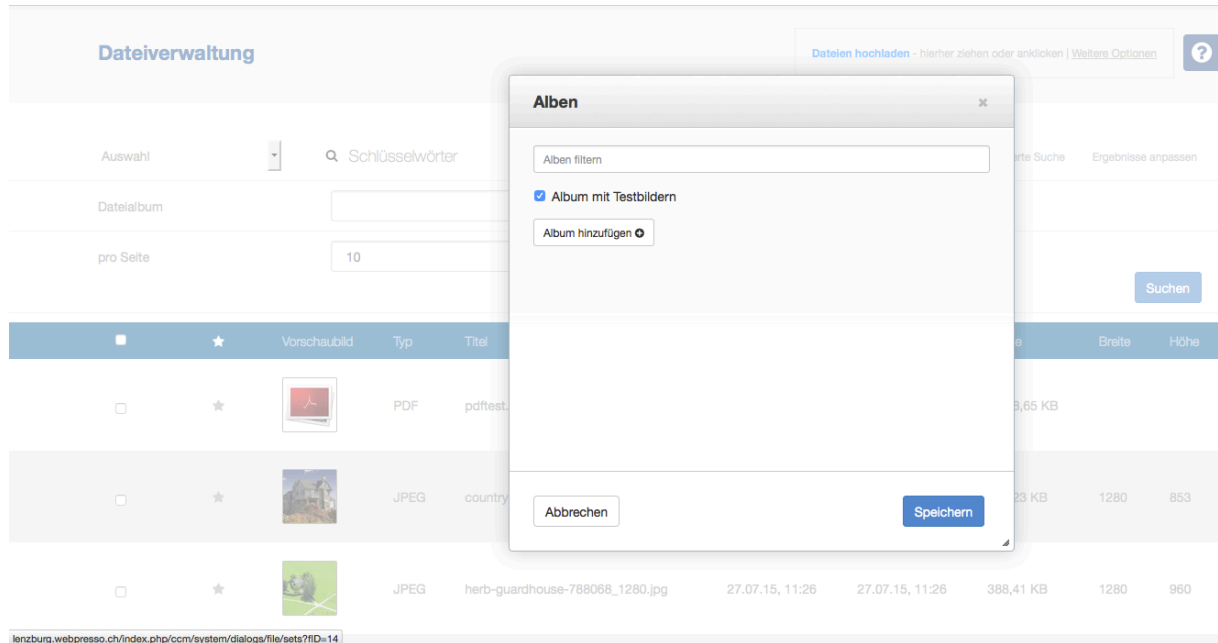 Dateiverwaltung
Dateien hochladen - hierher ziehen oder anklicken | Weitere Optionen
Alben
Auswahl
Schlüsselwörter
Alben filtern
Suche
Ergebnisse anpassen
Album mit Testbildern
Dateialbum
Album hinzufügen
pro Seite
10
Suchen
Vorschaubild Typ Titel Breite Höhe
PDF pdftest. 8,65 KB
JPEG country 23 KB 1280 853
Abbrechen Speichern
JPEG herb-guardhouse-788068_1280.jpg 27.07.15, 11:26 27.07.15, 11:26 388,41 KB 1280 960
lenzburg.webpresso.ch/index.php/ccm/system/dialogs/file/sets?fID=14